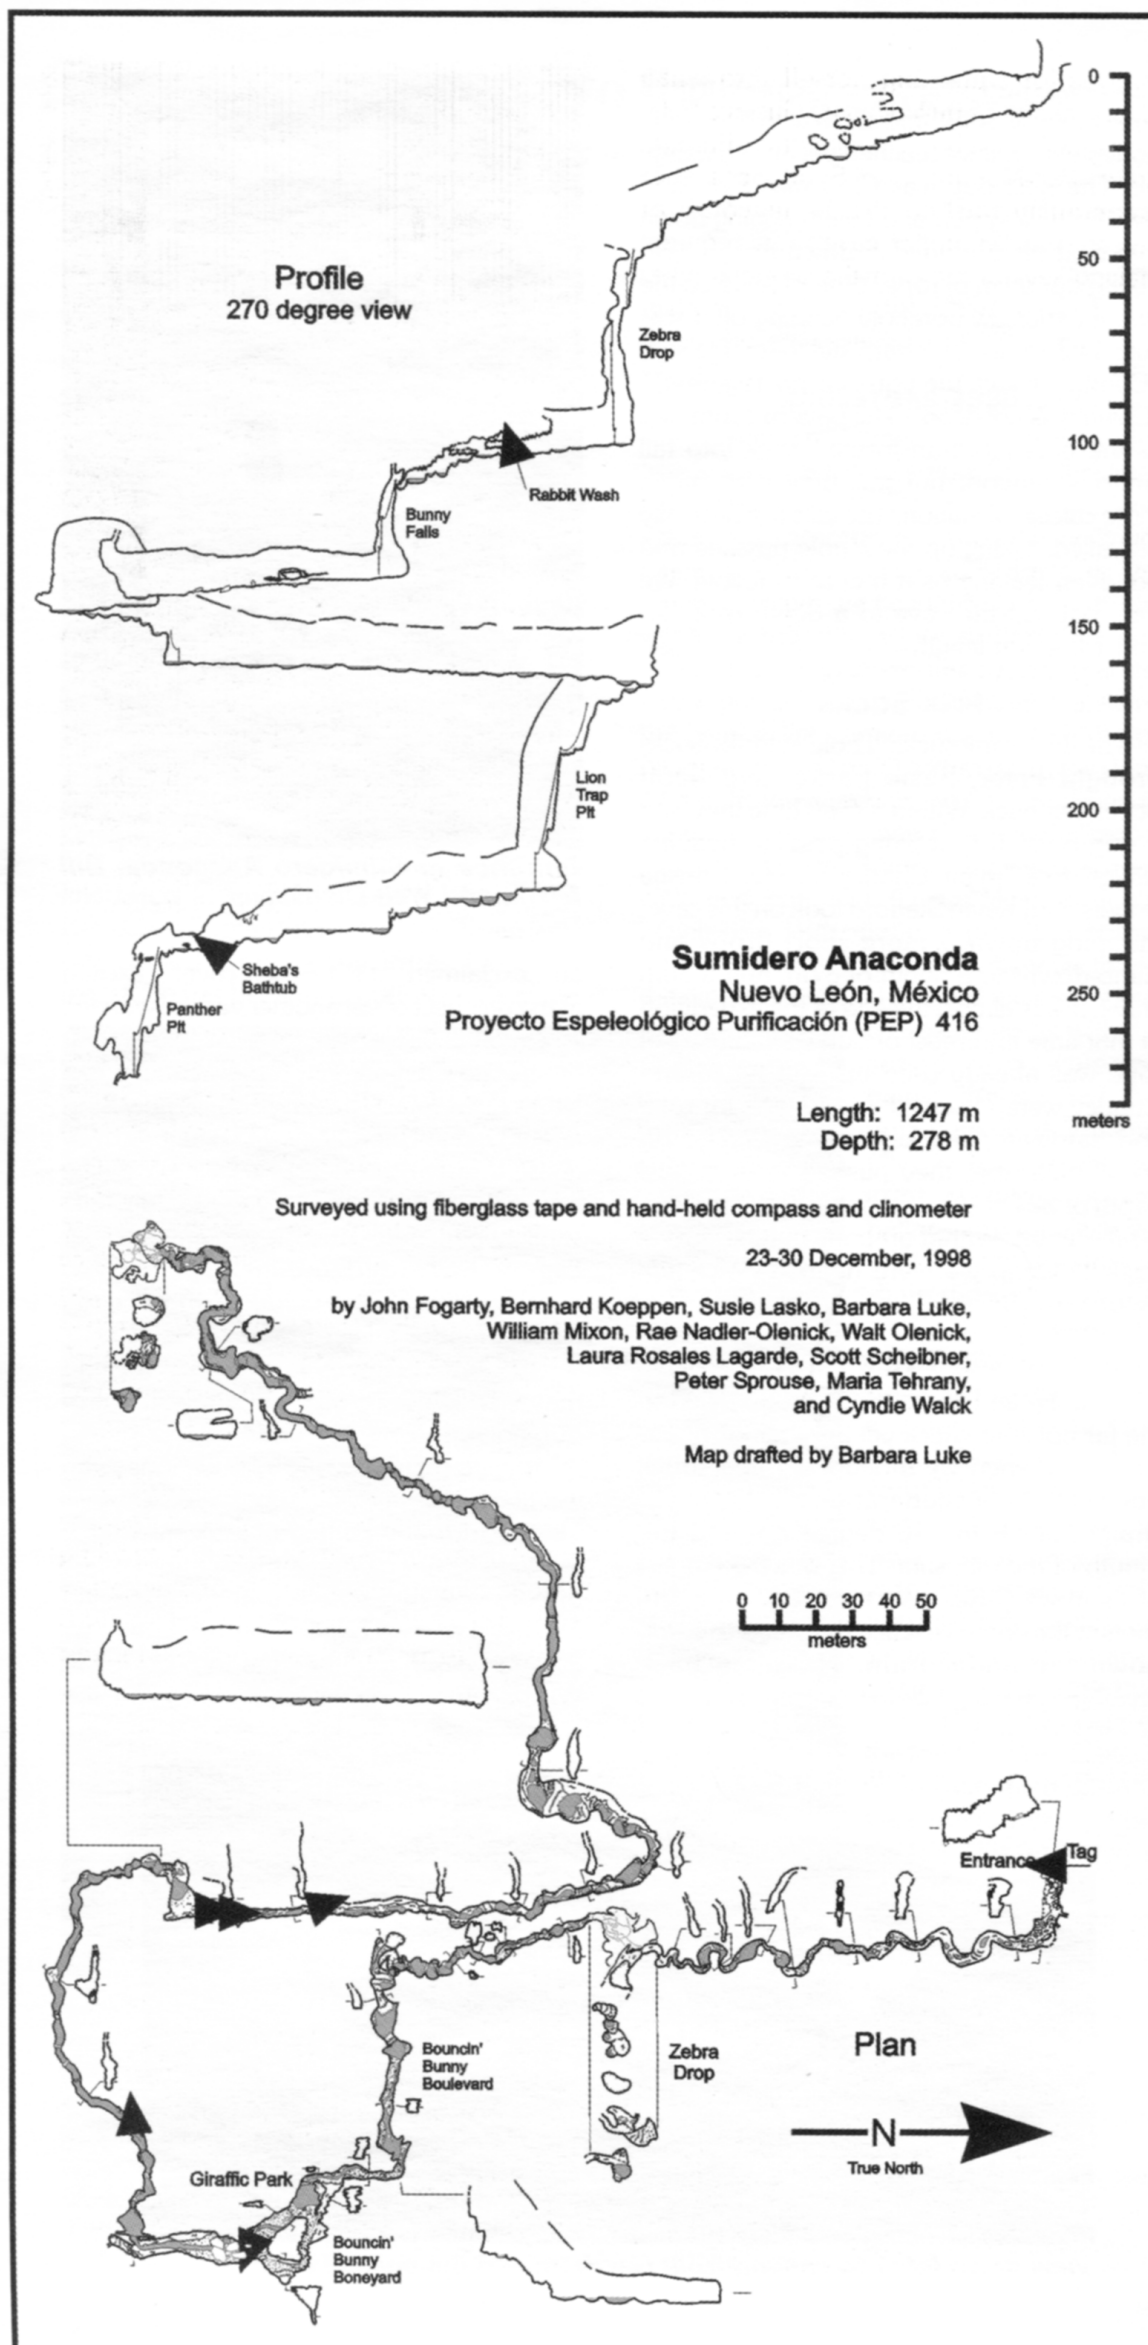 0
50
100
150
200
250
meters
Profile
270 degree view
Zebra
Drop
Rabbit Wash
Bunny
Falls
Lion
Trap
Pit
Sheba's
Bathtub
Panther
Pit
Sumidero Anaconda
Nuevo León, México
Proyecto Espeleológico Purificación (PEP) 416
Length: 1247 m
Depth: 278 m
Surveyed using fiberglass tape and hand-held compass and clinometer
23-30 December, 1998
by John Fogarty, Bernhard Koeppen, Susie Lasko, Barbara Luke,
William Mixon, Rae Nadler-Olenick, Walt Olenick,
Laura Rosales Lagarde, Scott Scheibner,
Peter Sprouse, Maria Tehrany,
and Cyndie Walck
Map drafted by Barbara Luke
0 10 20 30 40 50
meters
Entrance
Tag
Zebra
Drop
Plan
N
True North
Bouncin'
Bunny
Boulevard
Giraffic Park
Bouncin'
Bunny
Boneyard